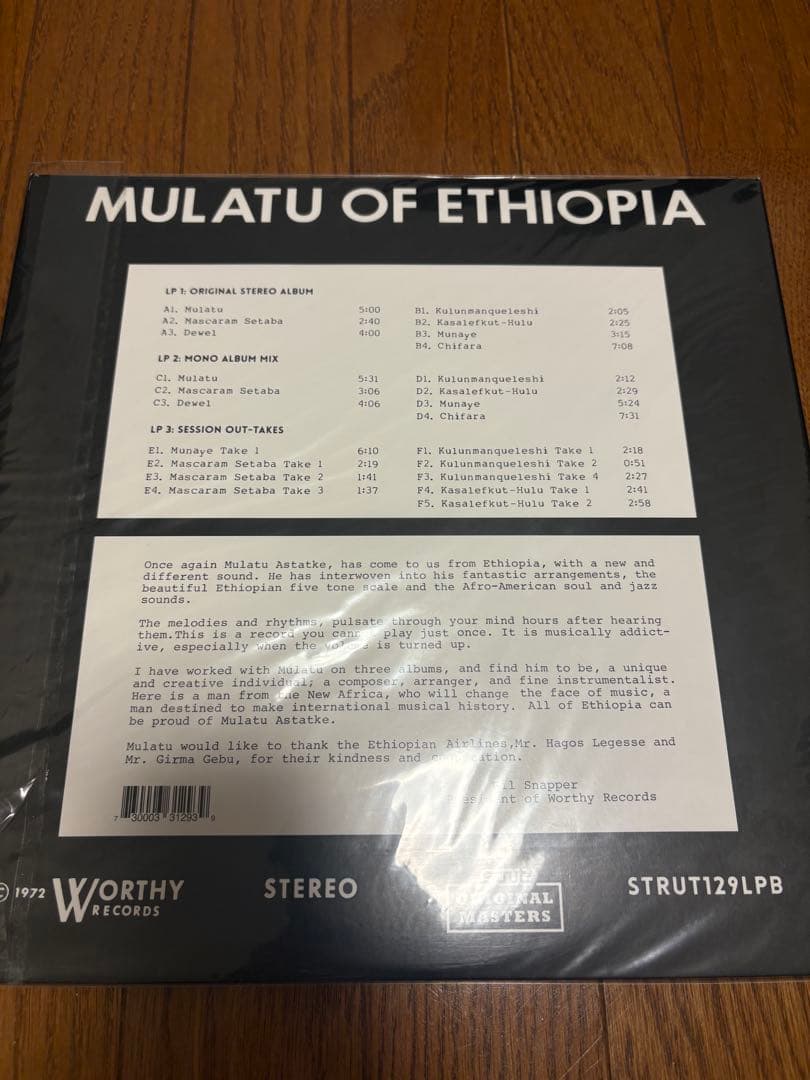 MULATU OF ETHIOPIA
LP 1: ORIGINAL STEREO ALBUM
A1. Mulatu 5:00
A2. Mascaram Setaba 2:40
A3. Dewel 4:00
B1. Kulunmanqueleshi 2:05
B2. Kasalefkut-Hulu 2:25
B3. Munaye 3:15
B4. Chifara 7:08
LP 2: MONO ALBUM MIX
C1. Mulatu 5:31
C2. Mascaram Setaba 3:06
C3. Dewel 4:06
D1. Kulunmanqueleshi 2:12
D2. Kasalefkut-Hulu 2:29
D3. Munaye 5:24
D4. Chifara 7:31
LP 3: SESSION OUT-TAKES
E1. Munaye Take 1 6:10
E2. Mascaram Setaba Take 1 2:19
E3. Mascaram Setaba Take 2 1:41
E4. Mascaram Setaba Take 3 1:37
F1. Kulunmanqueleshi Take 1 2:18
F2. Kulunmanqueleshi Take 2 0:51
F3. Kulunmanqueleshi Take 4 2:27
F4. Kasalefkut-Hulu Take 1 2:41
F5. Kasalefkut-Hulu Take 2 2:58
Once again Mulatu Astatke, has come to us from Ethiopia, with a new and
different sound. He has interwoven into his fantastic arrangements, the
beautiful Ethiopian five tone scale and the Afro-American soul and jazz
sounds.
The melodies and rhythms, pulsate through your mind hours after hearing
them.This is a record you play just once. It is musically addict-
ive, especially when the volume is turned up.
I have worked with Mulatu on three albums, and find him to be, a unique
and creative individual; a composer, arranger, and fine instrumentalist.
Here is a man from the New Africa, who will change the face of music, a
man destined to make international musical history. All of Ethiopia can
be proud of Mulatu Astatke.
Mulatu would like to thank the Ethiopian Airlines,Mr. Hagos Legesse and
Mr. Girma Gebu, for their kindness and
Snapper
President of Worthy Records
7 30003 31293 9
© 1972 WORTHY RECORDS
STEREO
ORIGINAL
MASTERS
STRUT129LPB